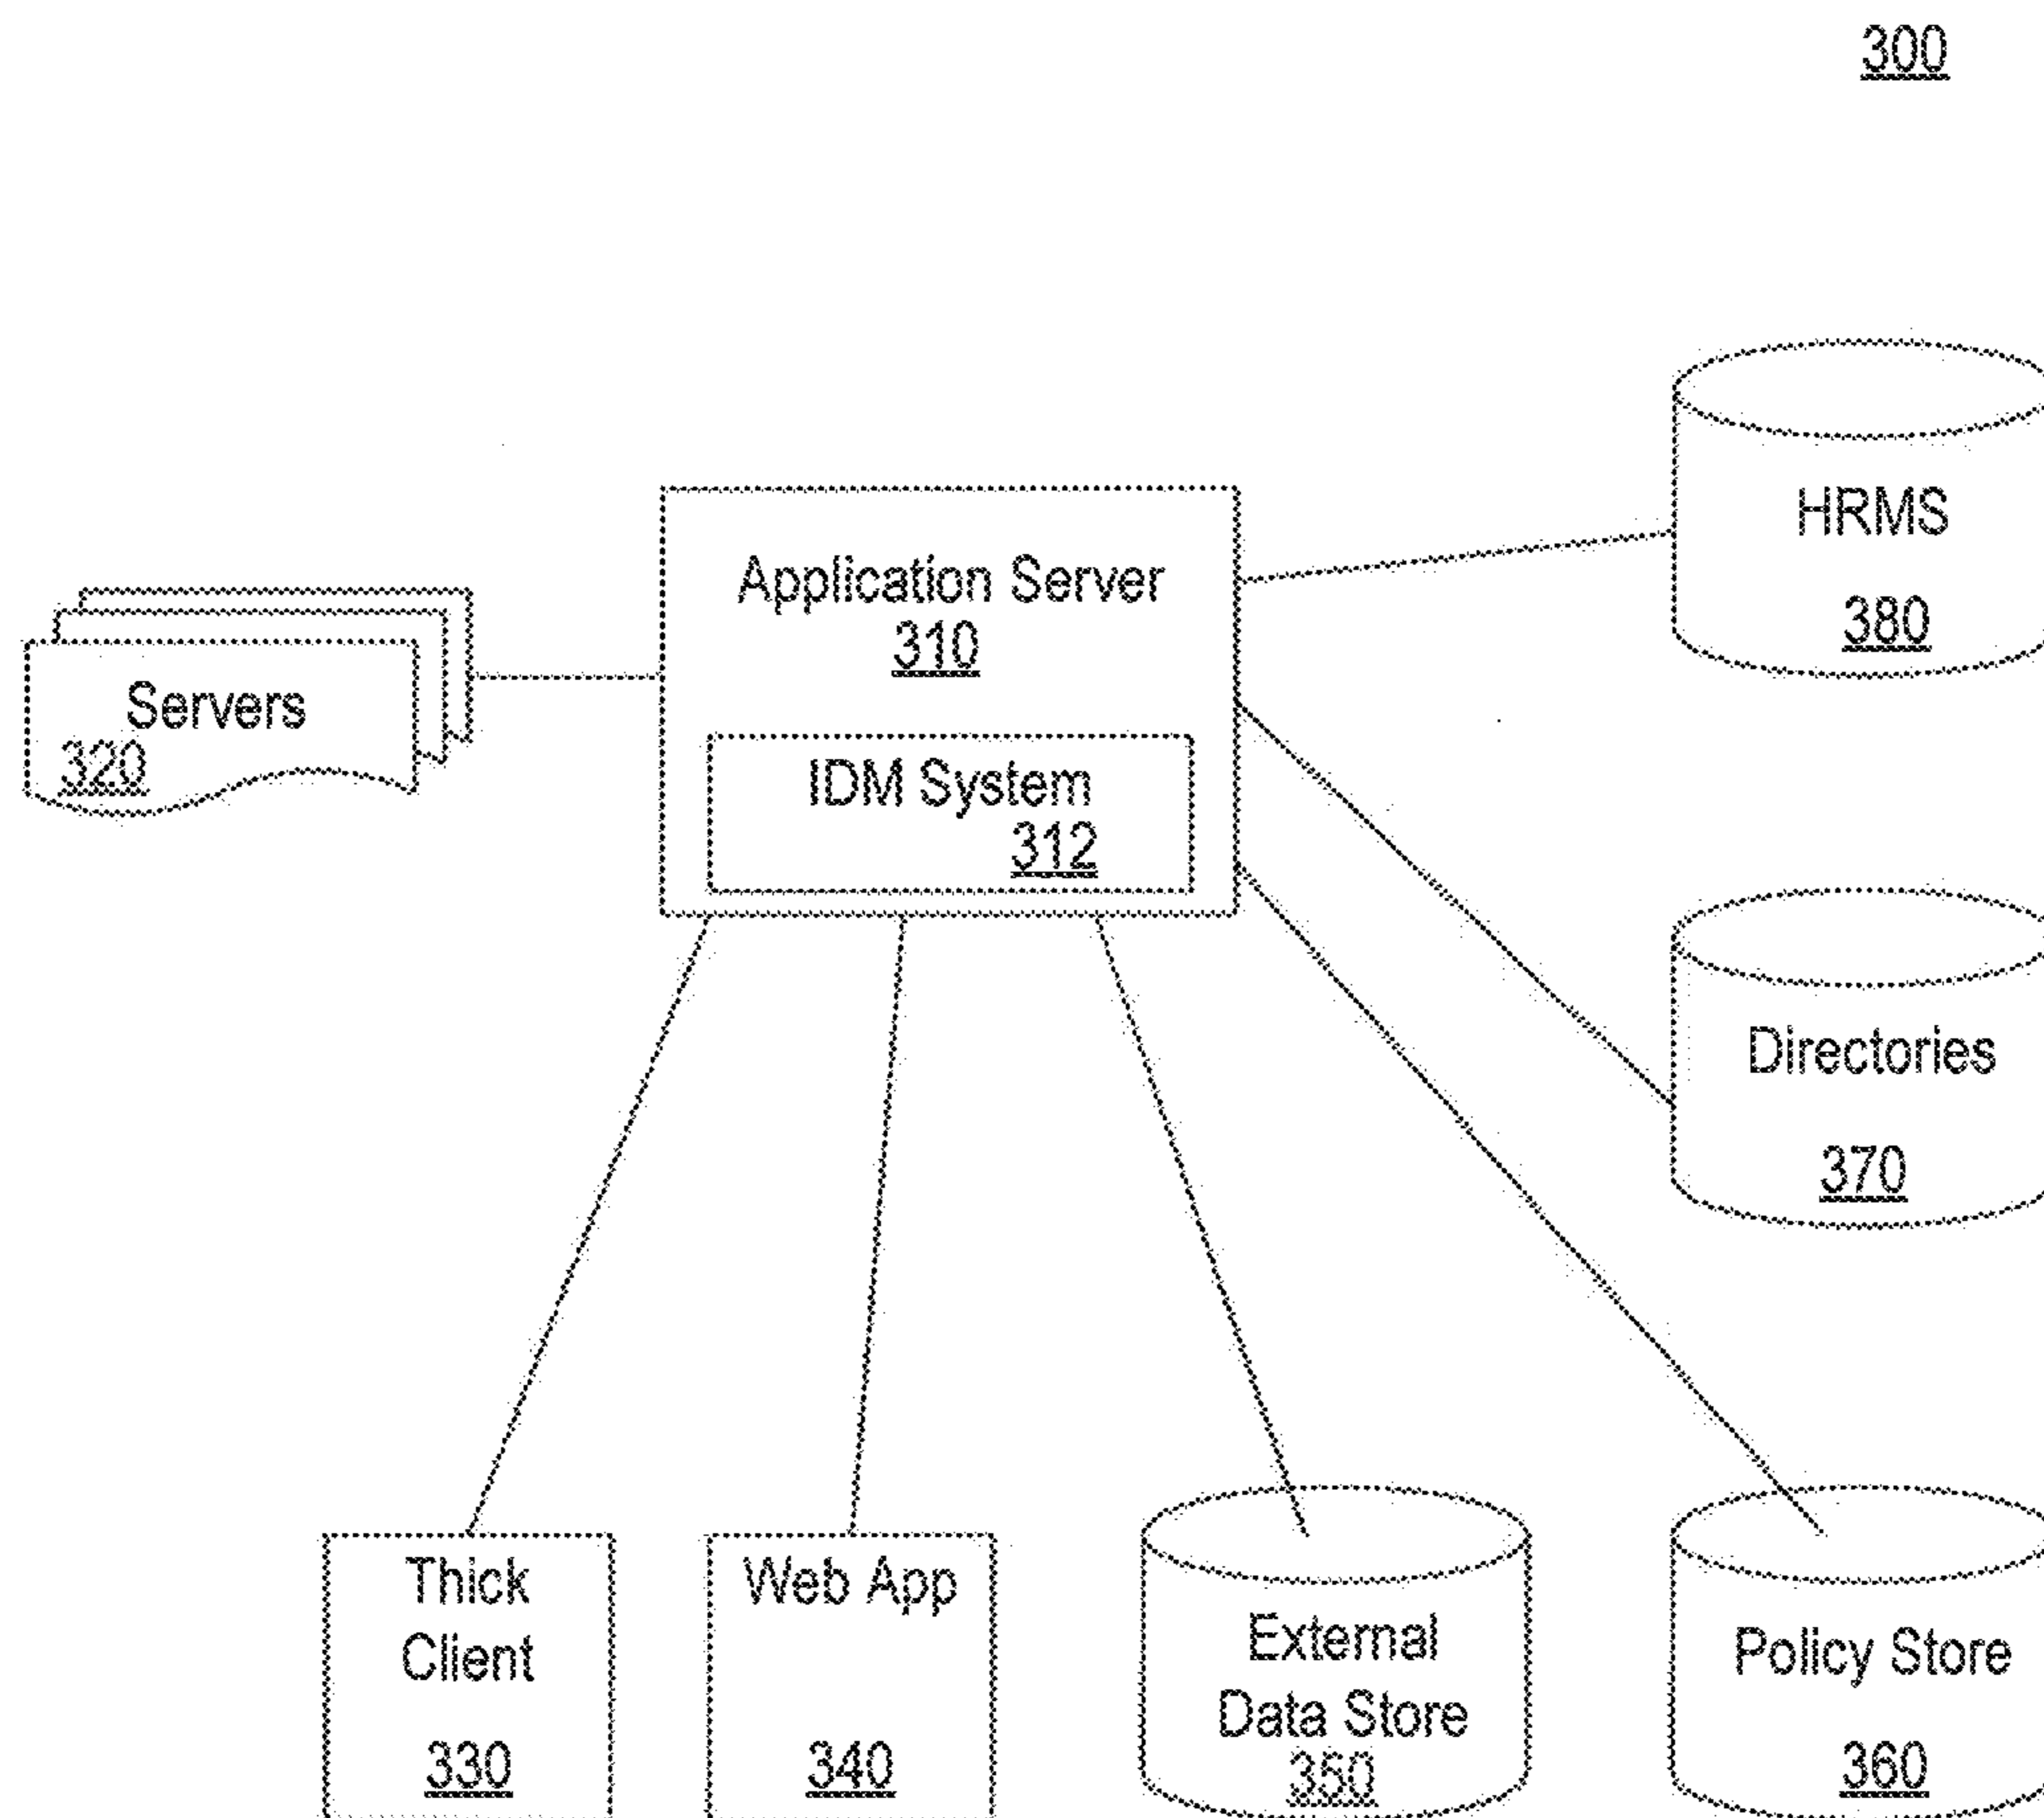 300
HRMS
380
Application Server
310
Servers
320
IDM System
312
Directories
370
Thick
Client
330
Web App
340
External
Data Store
350
Policy Store
360